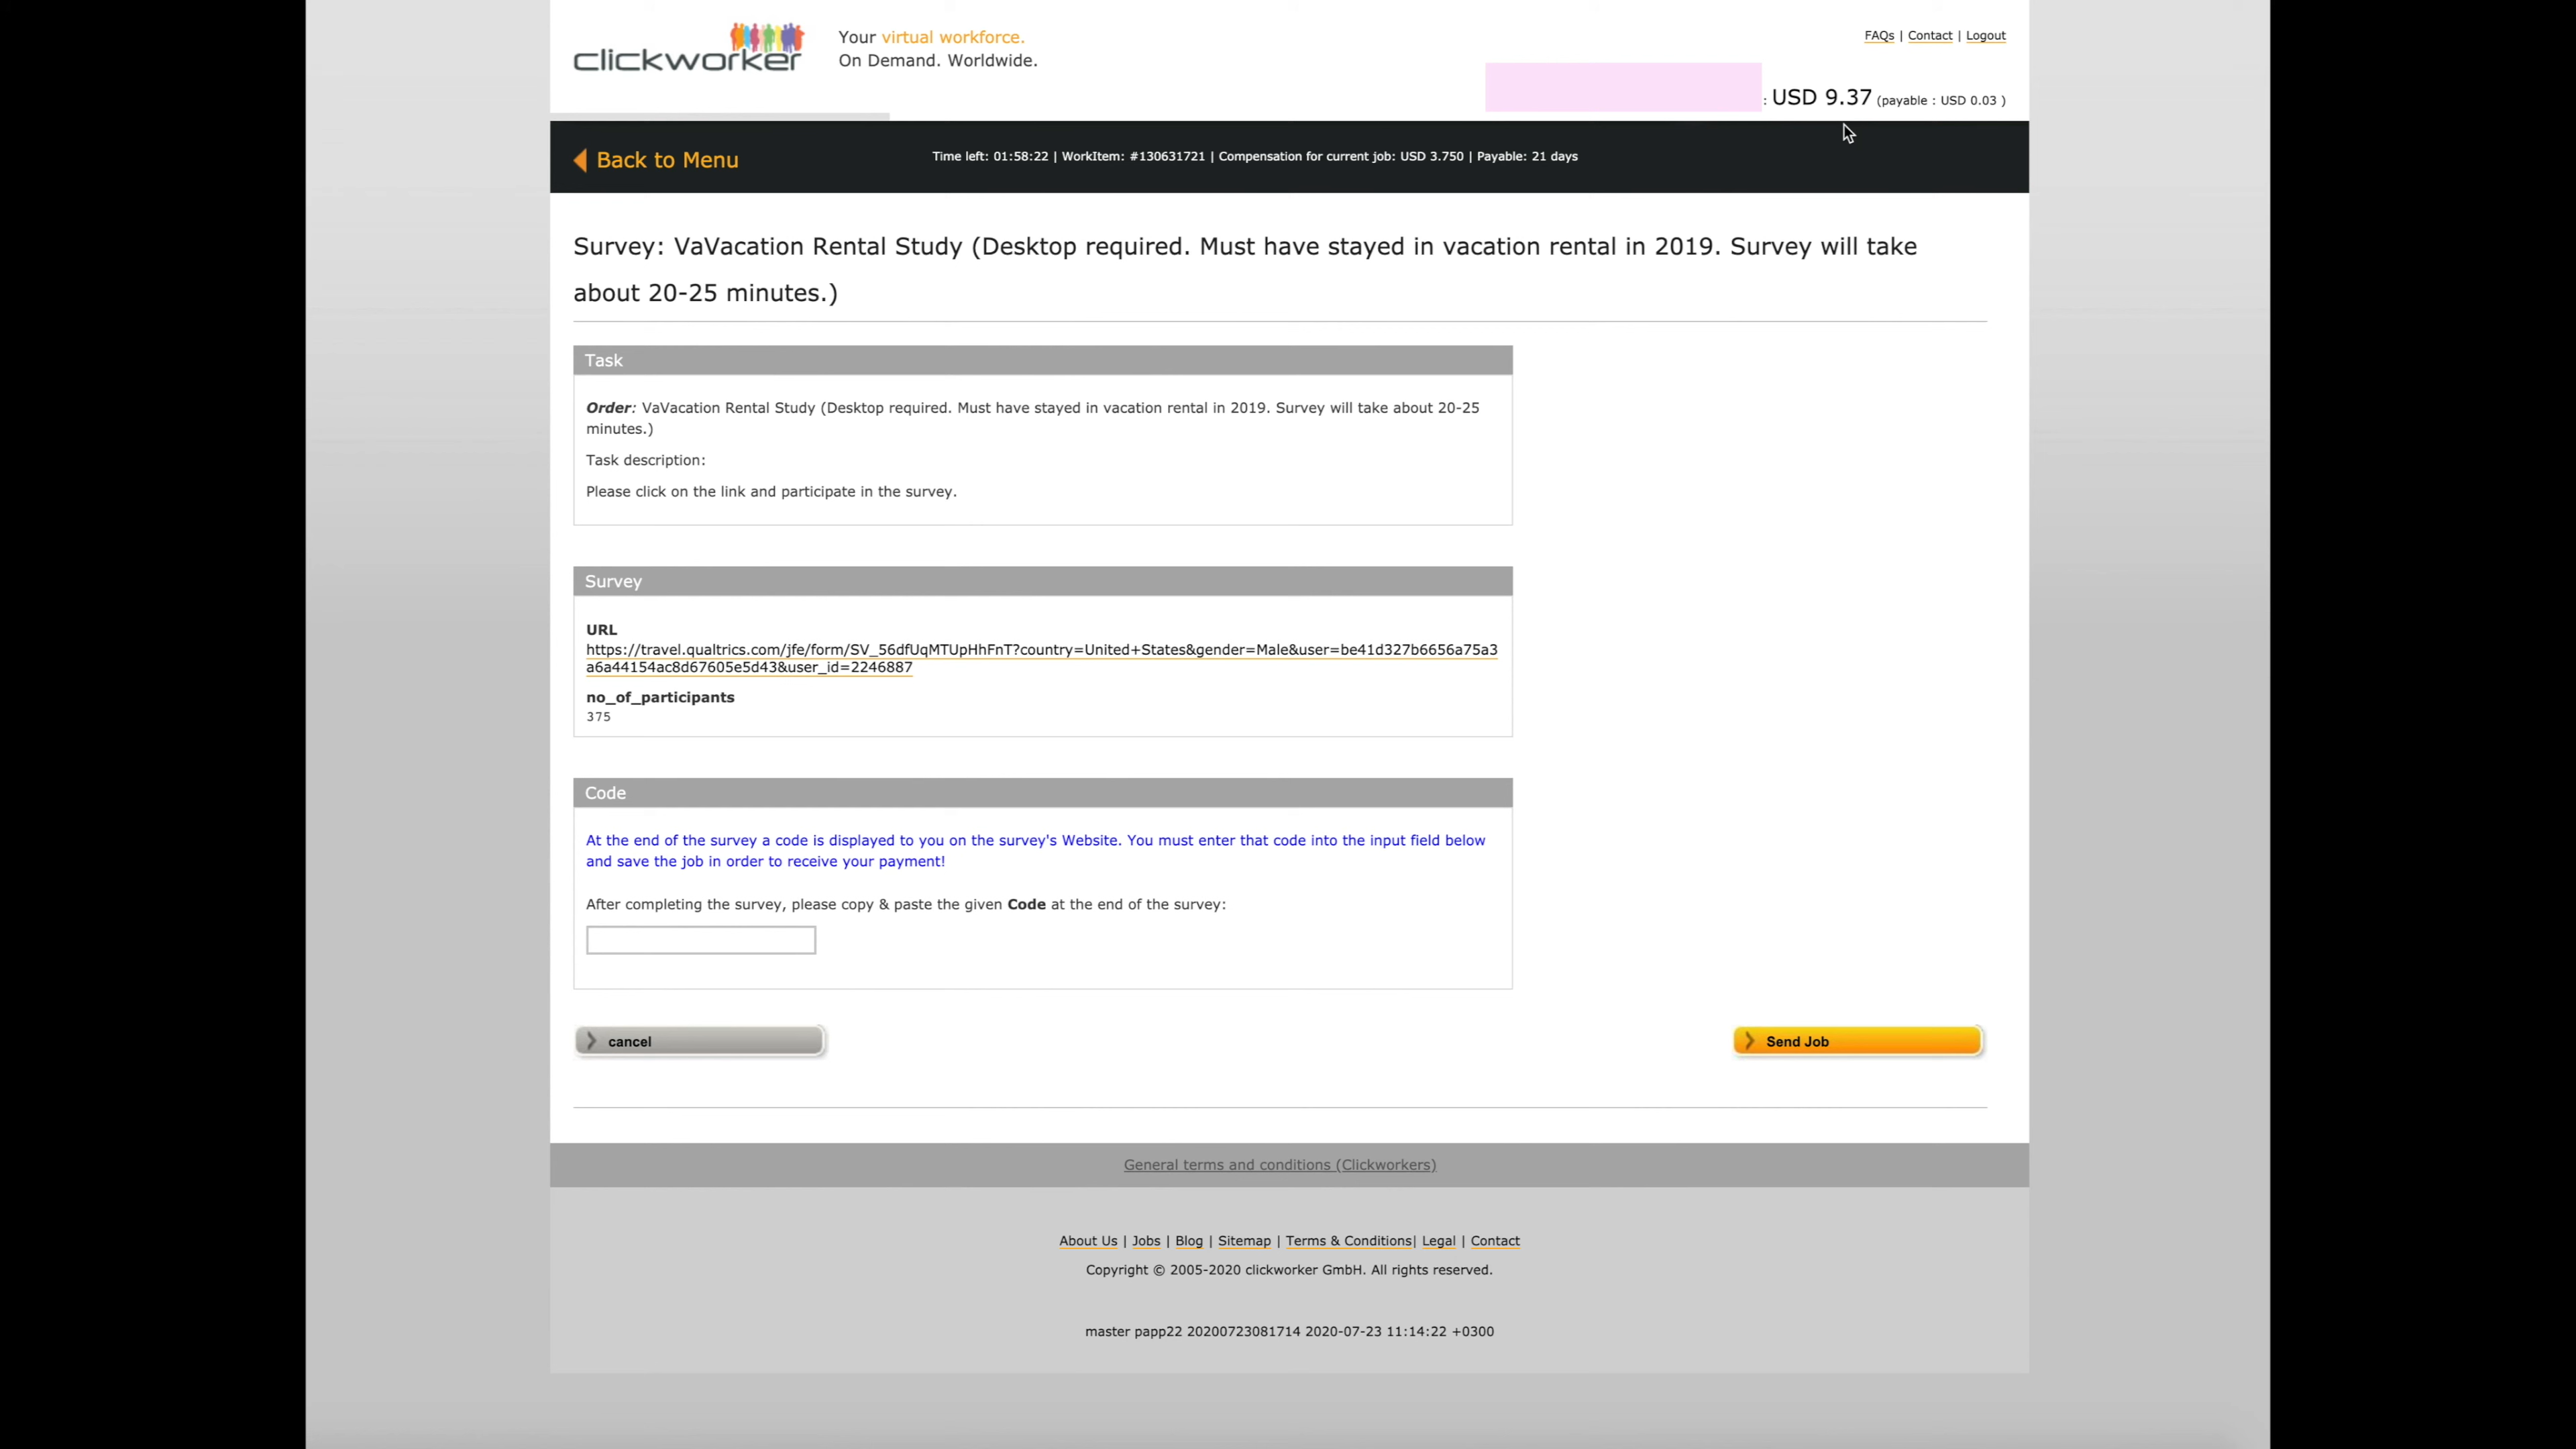 clickworker
Your virtual workforce.
On Demand. Worldwide.
FAQs | Contact | Logout
: USD 9.37 (payable : USD 0.03 )
Back to Menu
Time left: 01:58:22 | WorkItem: #130631721 | Compensation for current job: USD 3.750 | Payable: 21 days
Survey: VaVacation Rental Study (Desktop required. Must have stayed in vacation rental in 2019. Survey will take
about 20-25 minutes.)
Task
Order: VaVacation Rental Study (Desktop required. Must have stayed in vacation rental in 2019. Survey will take about 20-25
minutes.)
Task description:
Please click on the link and participate in the survey.
Survey
URL
https://travel.qualtrics.com/jfe/form/SV_56dfUqMTUpHhFnT?country=United+States&gender=Male&user=be41d327b6656a75a3
a6a44154ac8d67605e5d43&user_id=2246887
no_of_participants
375
Code
At the end of the survey a code is displayed to you on the survey's Website. You must enter that code into the input field below
and save the job in order to receive your payment!
After completing the survey, please copy & paste the given Code at the end of the survey:
cancel
Send Job
General terms and conditions (Clickworkers)
About Us | Jobs | Blog | Sitemap | Terms & Conditions| Legal | Contact
Copyright © 2005-2020 clickworker GmbH. All rights reserved.
master papp22 20200723081714 2020-07-23 11:14:22 +0300